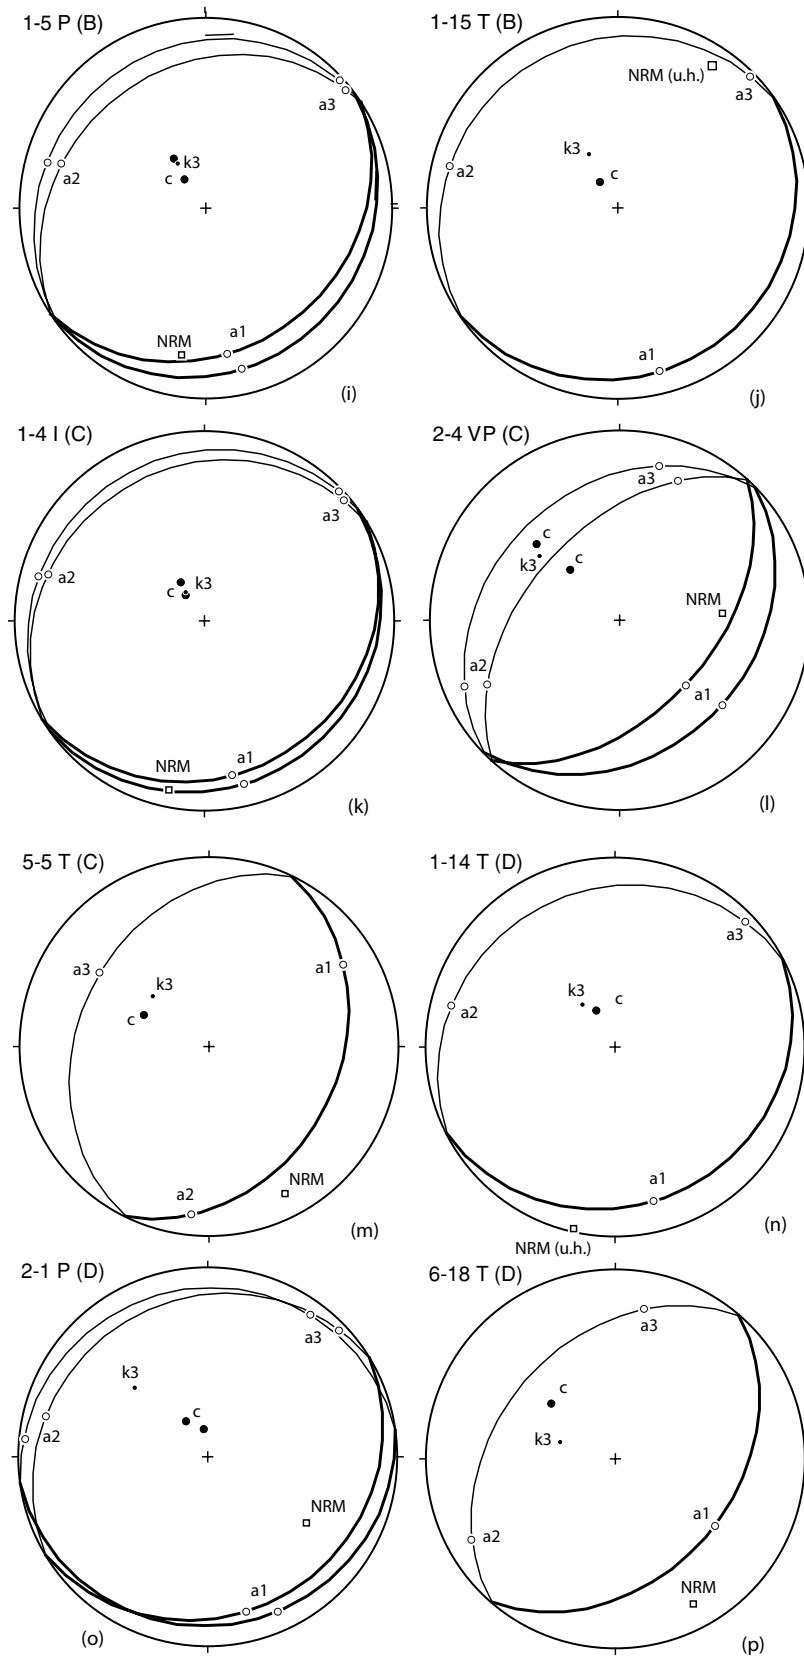 1-5 P (B)
a3
a2
k3
c
NRM
a1
(i)
1-15 T (B)
NRM (u.h.)
a3
k3
a2
c
a1
(j)
1-4 I (C)
a3
a2
k3
c
NRM
a1
(k)
2-4 VP (C)
a3
c
k3
NRM
a2
a1
(l)
5-5 T (C)
a3
a1
k3
c
NRM
a2
(m)
1-14 T (D)
a3
k3
c
a2
a1
NRM (u.h.)
(n)
2-1 P (D)
a3
k3
c
a2
NRM
a1
(o)
6-18 T (D)
a3
c
k3
a1
a2
NRM
(p)